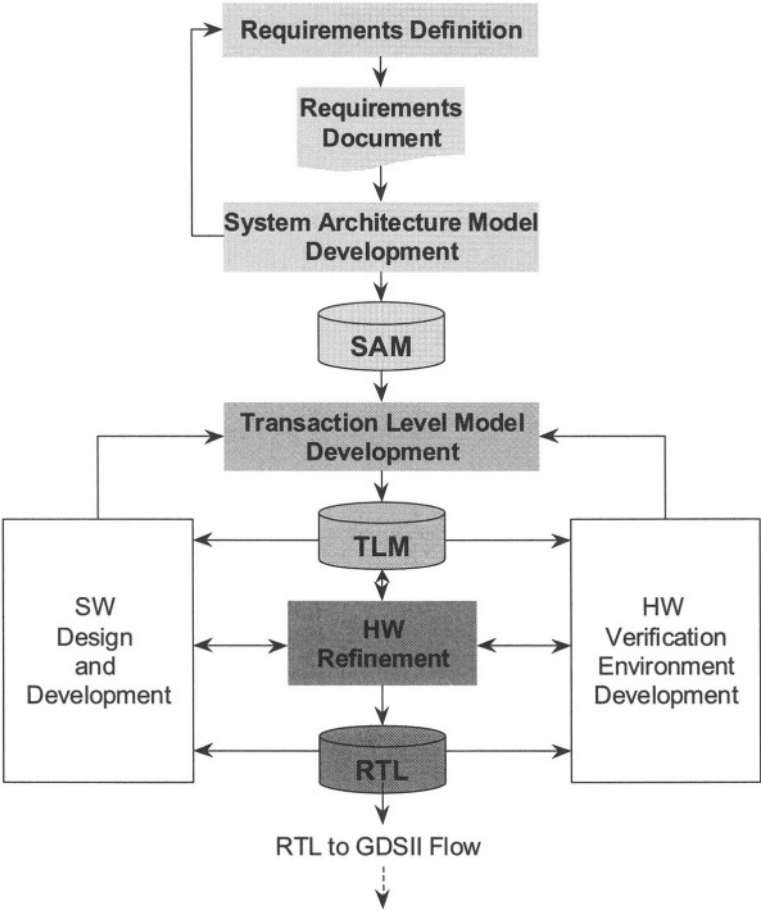 Requirements Definition
Requirements
Document
System Architecture Model
Development
SAM
Transaction Level Model
Development
TLM
SW
Design
and
Development
HW
Refinement
HW
Verification
Environment
Development
RTL
RTL to GDSII Flow